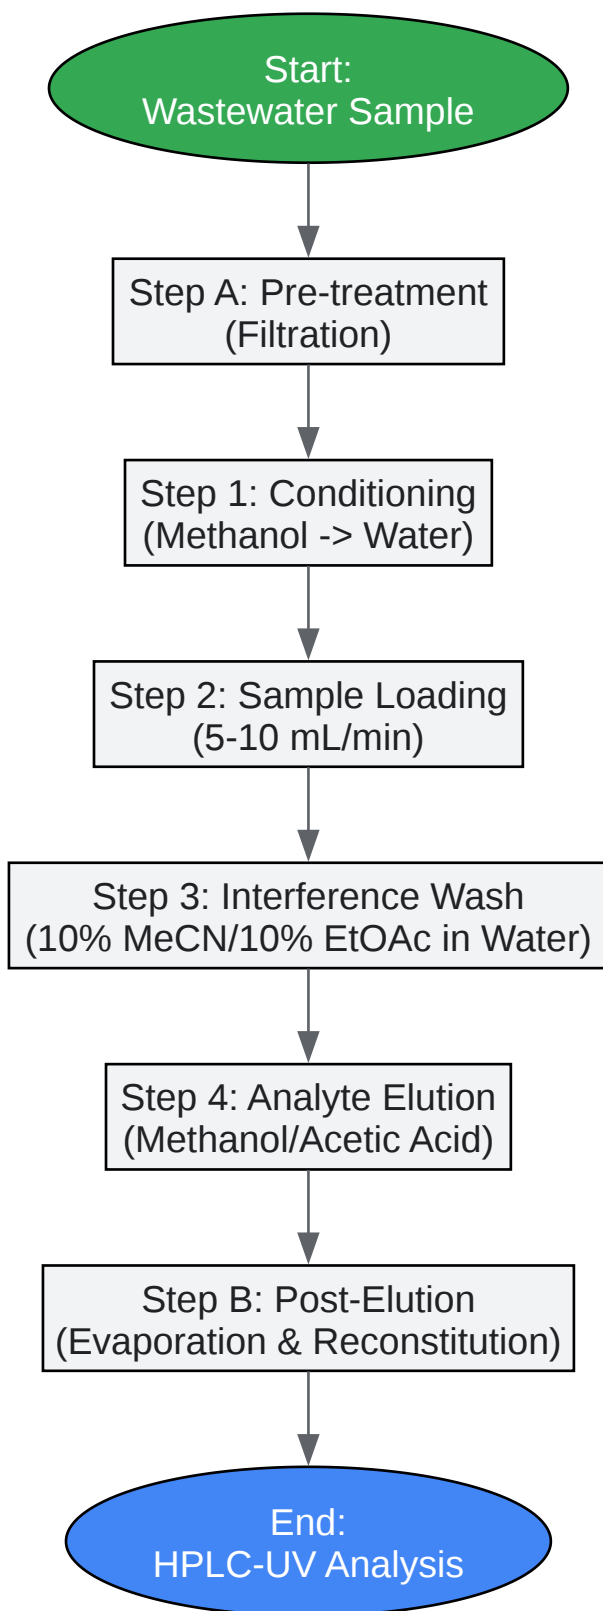 Start:
Wastewater Sample
Step A: Pre-treatment
(Filtration)
Step 1: Conditioning
(Methanol -> Water)
Step 2: Sample Loading
(5-10 mL/min)
Step 3: Interference Wash
(10% MeCN/10% EtOAc in Water)
Step 4: Analyte Elution
(Methanol/Acetic Acid)
Step B: Post-Elution
(Evaporation & Reconstitution)
End:
HPLC-UV Analysis